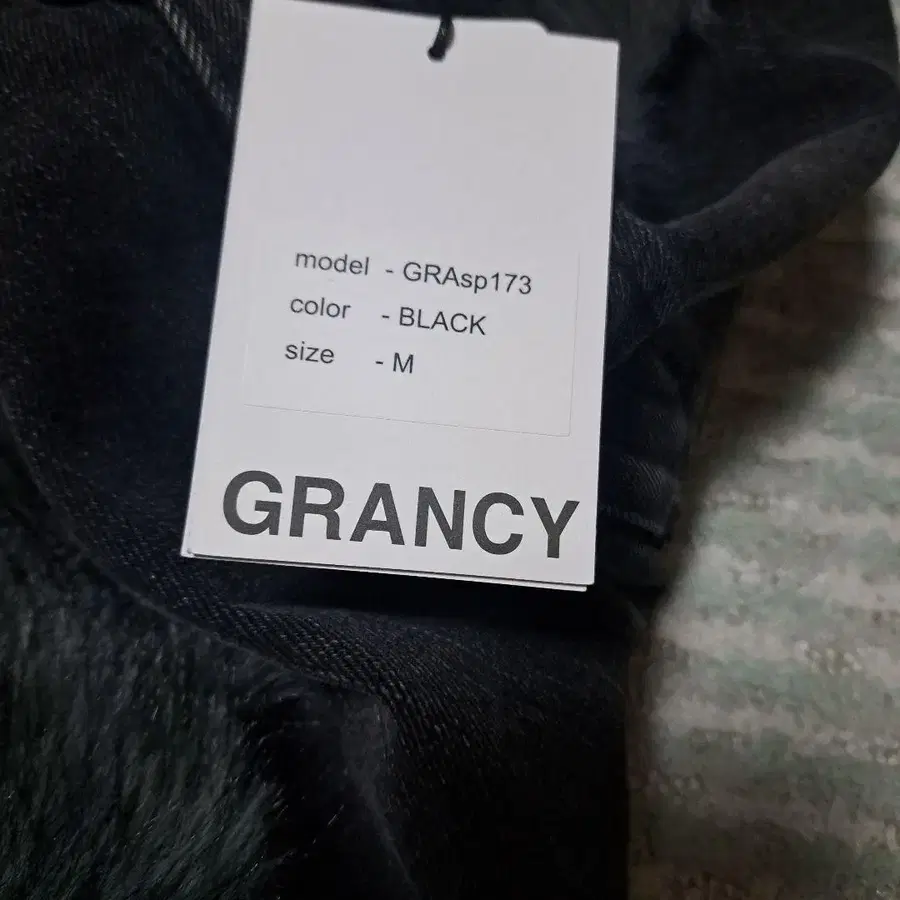 model - GRAsp173
color - BLACK
size - M
GRANCY